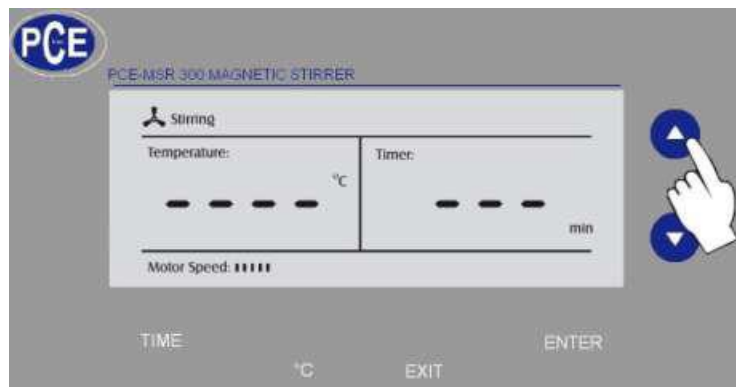 PCE
PCE-MSR 300 MAGNETIC STIRRER
Stirring
Temperature:
°C
Timer:
min
Motor Speed:
TIME
ENTER
°C
EXIT